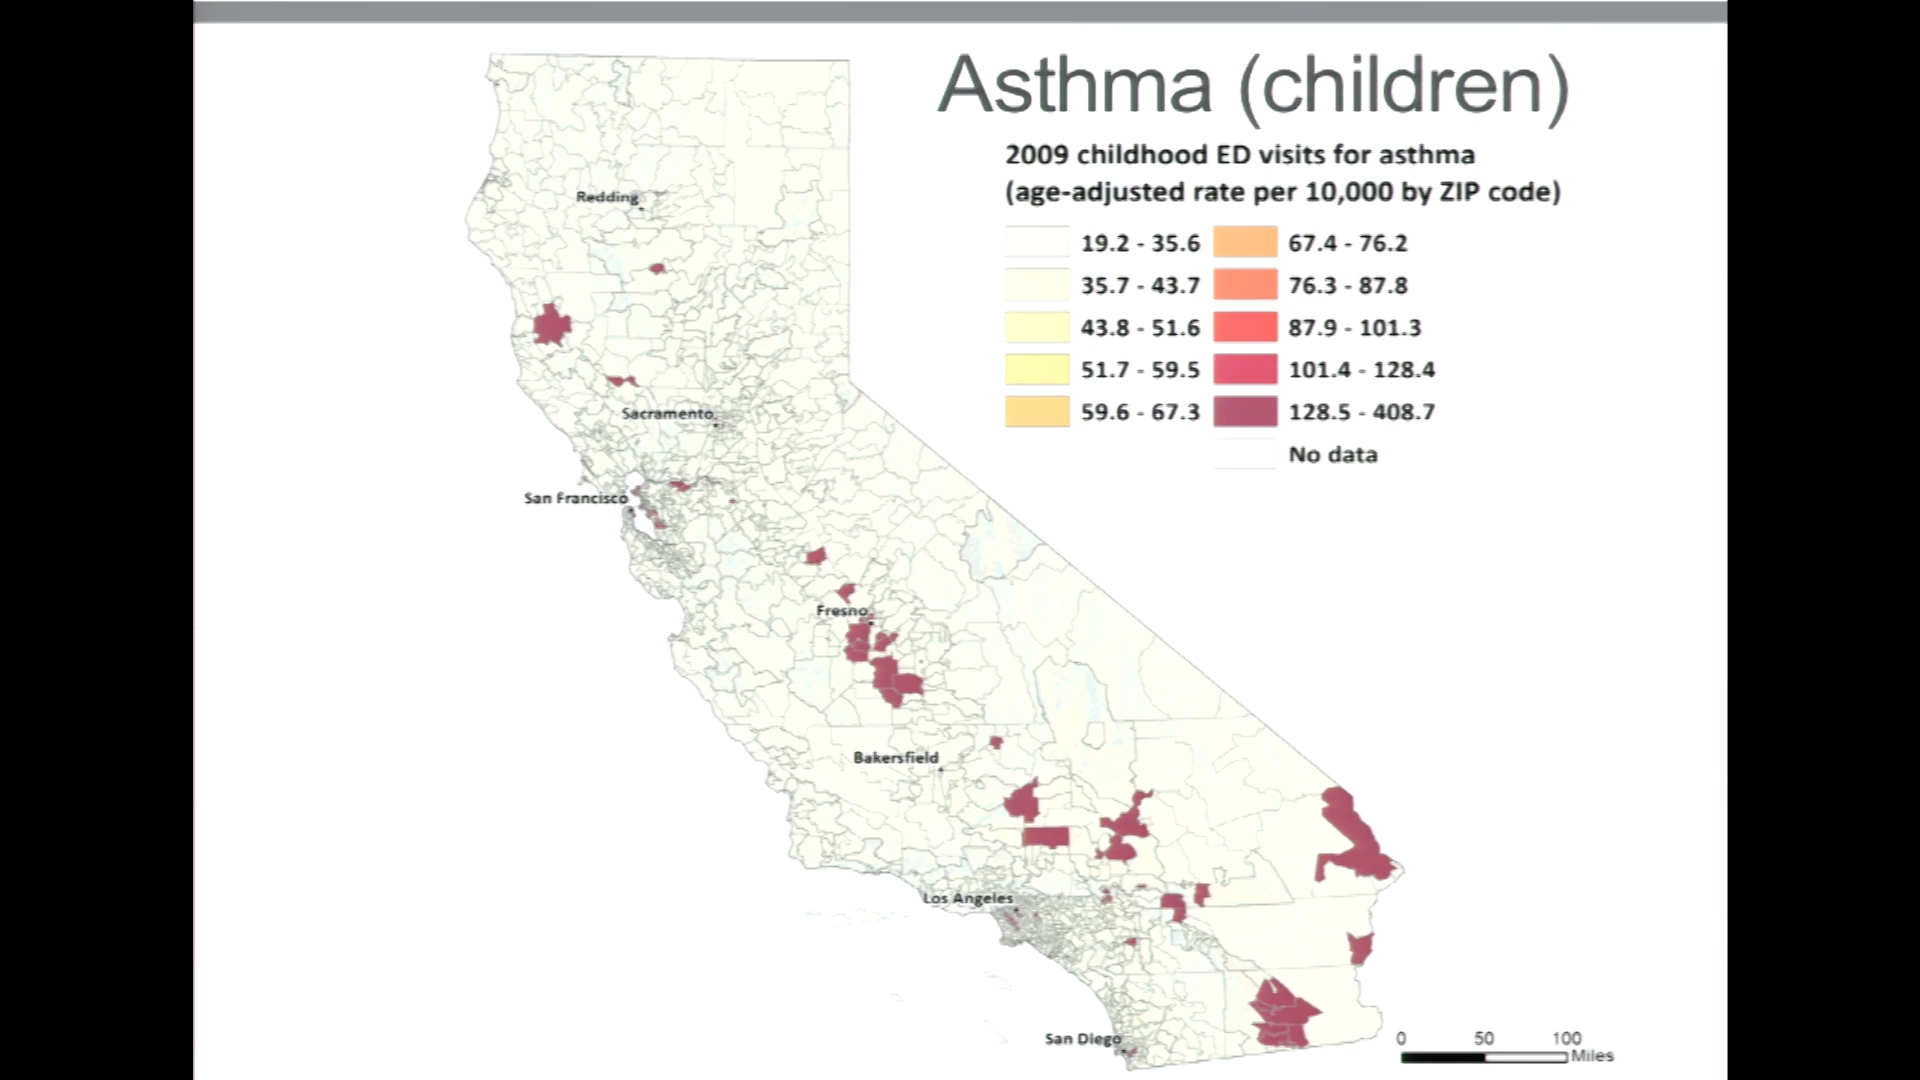 Asthma (children)
2009 childhood ED visits for asthma
(age-adjusted rate per 10,000 by ZIP code)
19.2 - 35.6
67.4 - 76.2
35.7 - 43.7
76.3 - 87.8
43.8 - 51.6
87.9 - 101.3
51.7 - 59.5
101.4 - 128.4
59.6 - 67.3
128.5 - 408.7
No data
Redding
Sacramento
San Francisco
Fresno
Bakersfield
Los Angeles
San Diego
0 50 100
Miles